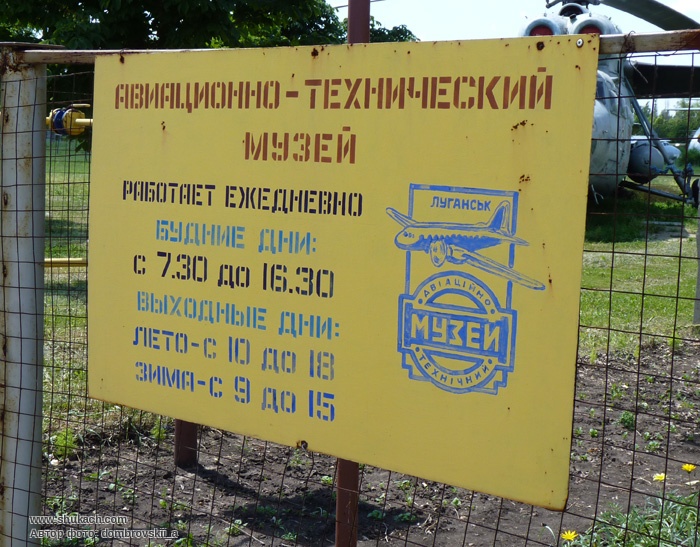 АВИАЦИОННО-ТЕХНИЧЕСКИЙ
МУЗЕЙ
РАБОТАЕТ ЕЖЕДНЕВНО
БУДНИЕ ДНИ:
С 7.30 ДО 16.30
ВЫХОДНЫЕ ДНИ:
ЛЕТО-С 10 ДО 18
ЗИМА-С 9 ДО 15
ЛУГАНСЬК
АВІАЦІЙНО
МУЗЕЙ
ТЕХНІЧНИЙ
www.shukach.com
Автор фото: dombrovskii_a